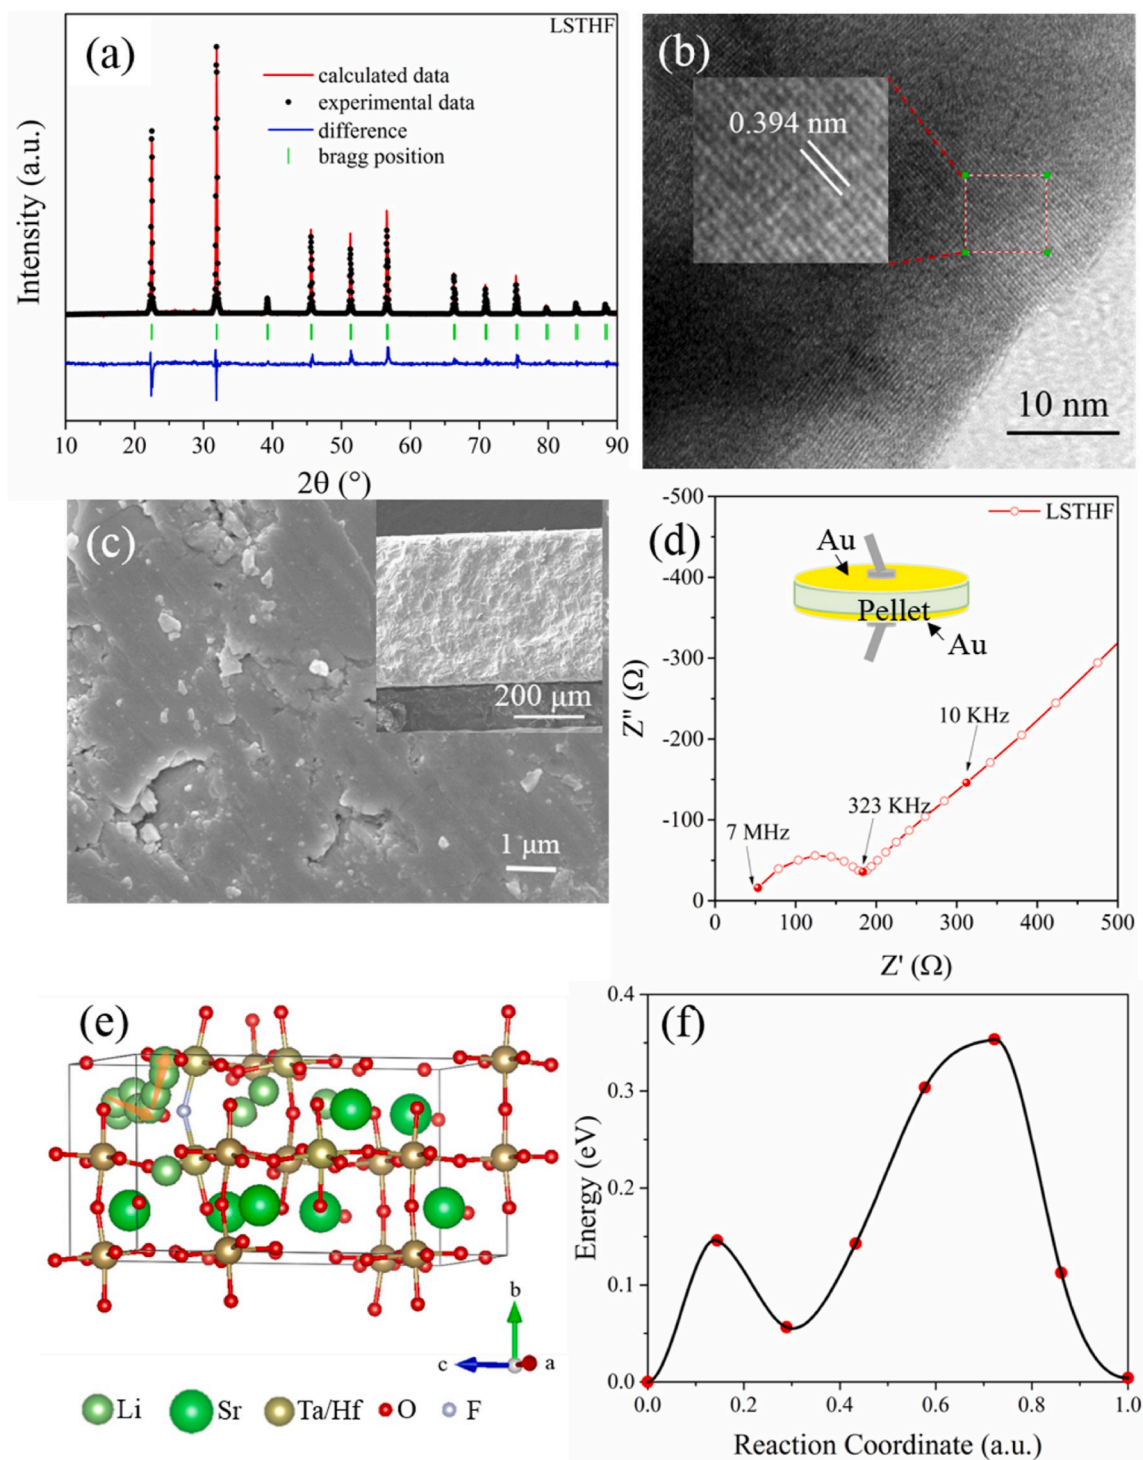 (a)
LSTHF
calculated data
experimental data
difference
bragg position
Intensity (a.u.)
10 20 30 40 50 60 70 80 90
2θ (°)
(b)
0.394 nm
10 nm
(c)
200 μm
1 μm
(d)
LSTHF
-500
-400
-300
-200
-100
0
Z" (Ω)
Au
Pellet
Au
10 KHz
323 KHz
7 MHz
0 100 200 300 400 500
Z' (Ω)
(e)
b
c
a
Li Sr Ta/Hf O F
(f)
0.4
0.3
0.2
0.1
0.0
Energy (eV)
0.0 0.2 0.4 0.6 0.8 1.0
Reaction Coordinate (a.u.)